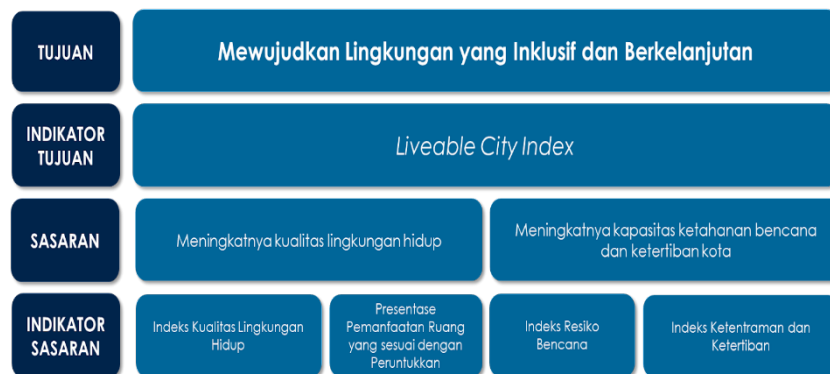 TUJUAN
Mewujudkan Lingkungan yang Inklusif dan Berkelanjutan
INDIKATOR
TUJUAN
Liveable City Index
SASARAN
Meningkatnya kualitas lingkungan hidup
Meningkatnya kapasitas ketahanan bencana
dan ketertiban kota
INDIKATOR
SASARAN
Indeks Kualitas Lingkungan
Hidup
Presentase
Pemanfaatan Ruang
yang sesuai dengan
Peruntukkan
Indeks Resiko
Bencana
Indeks Ketentraman dan
Ketertiban